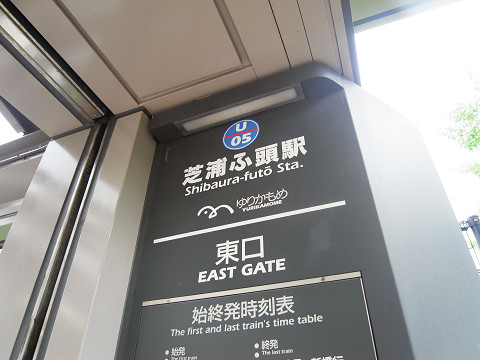 U
05
芝浦ふ頭駅
Shibaura-futō Sta.
ゆりかもめ
YURIKAMOME
東口
EAST GATE
始終発時刻表
The first and last train's time table
●始発 ●終発
The first train The last train